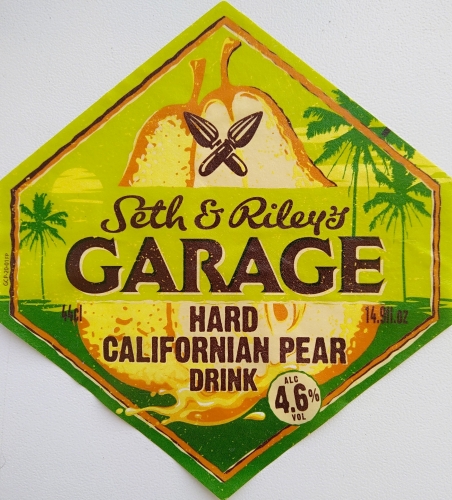 Seth & Riley's
GARAGE
44cl
14.9fl.oz
HARD
CALIFORNIAN PEAR
DRINK
ALC
4.6%
VOL